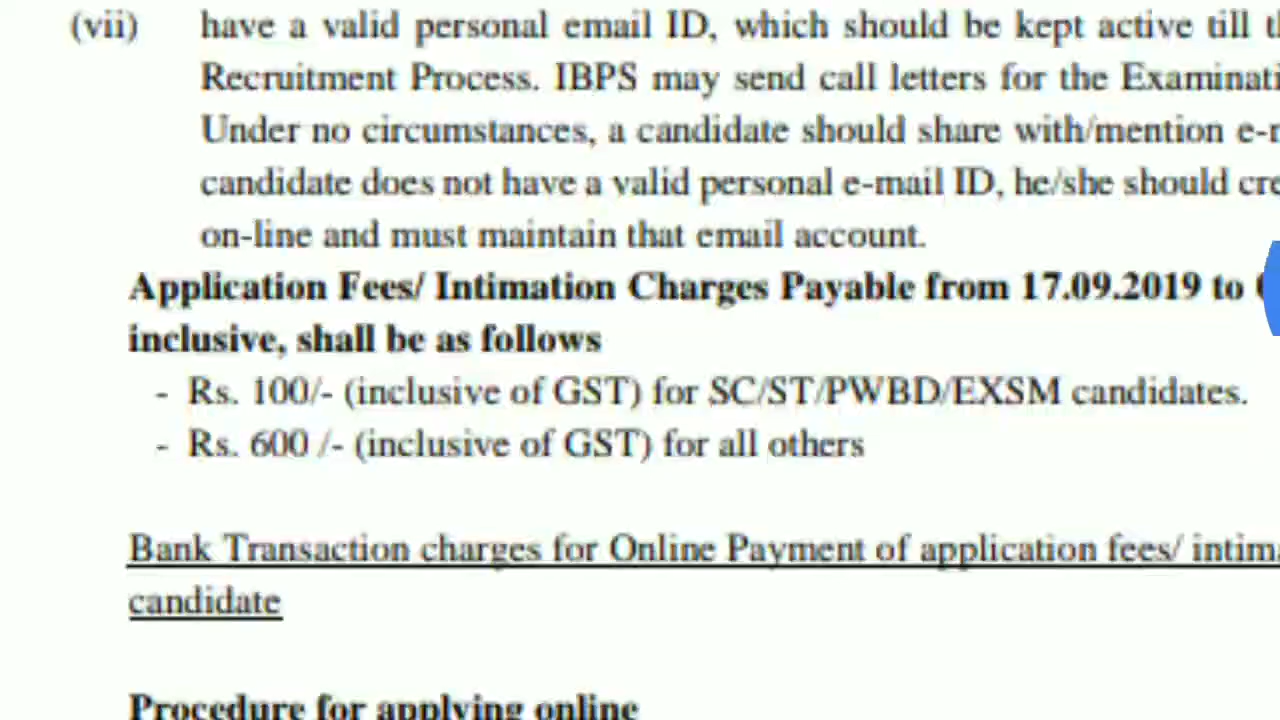 (vii) have a valid personal email ID, which should be kept active till
Recruitment Process. IBPS may send call letters for the
Under no circumstances, a candidate should share with/mention
candidate does not have a valid personal e-mail ID, he/she should
on-line and must maintain that email account.
Application Fees/ Intimation Charges Payable from 17.09.2019 to
inclusive, shall be as follows
- Rs. 100/- (inclusive of GST) for SC/ST/PWBD/EXSM candidates.
- Rs. 600 /- (inclusive of GST) for all others
Bank Transaction charges for Online Payment of application fees/
candidate
Procedure for applying online